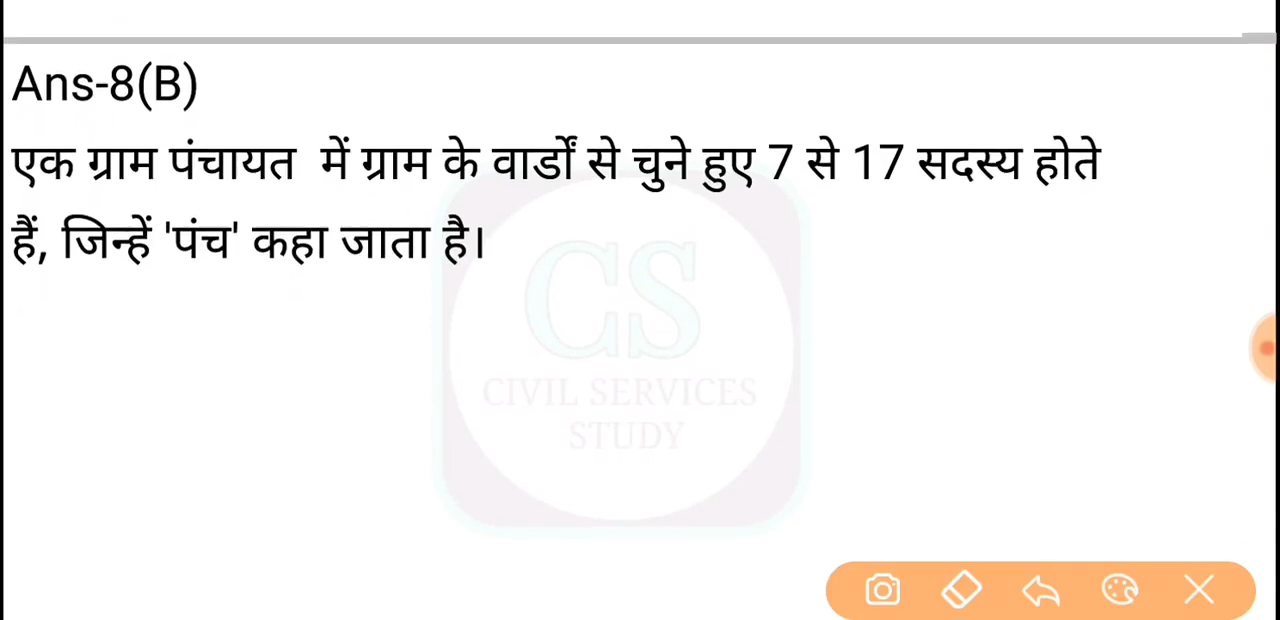 Ans-8(B)
एक ग्राम पंचायत में ग्राम के वार्डों से चुने हुए 7 से 17 सदस्य होते
हैं, जिन्हें 'पंच' कहा जाता है।
CS
CIVIL SERVICES
STUDY